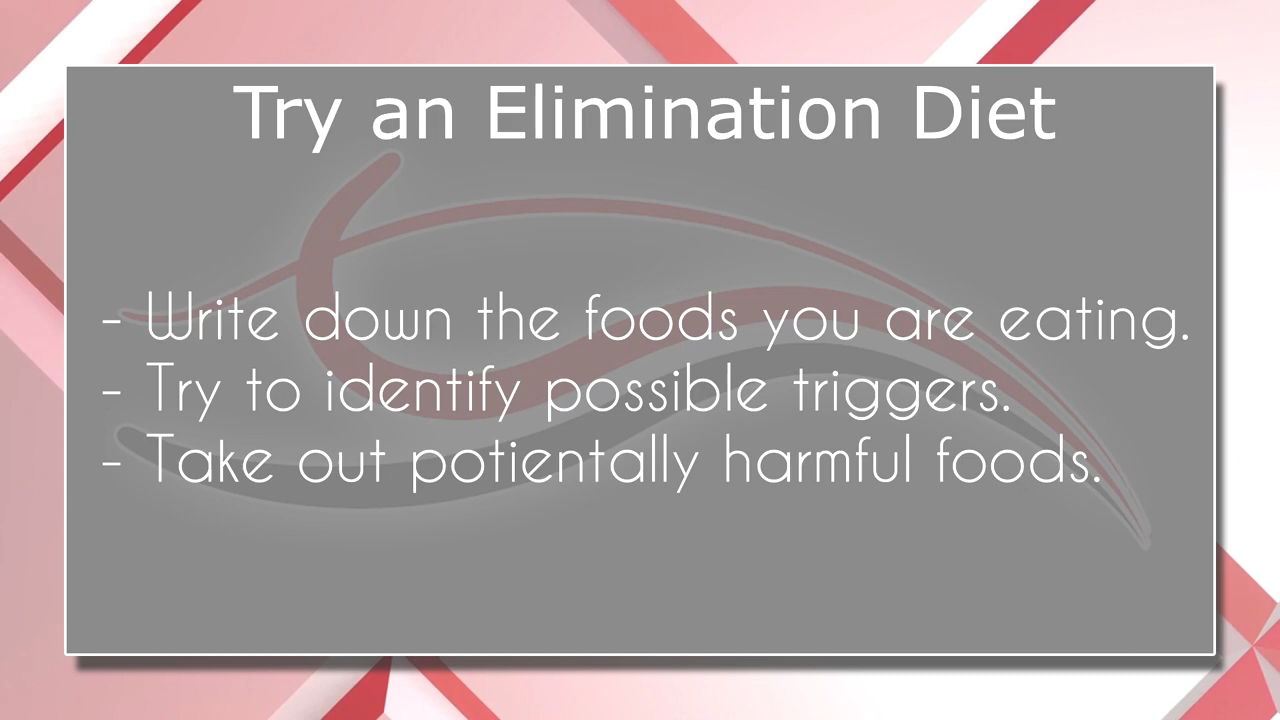 Try an Elimination Diet
- Write down the foods you are eating.
- Try to identify possible triggers.
- Take out potientally harmful foods.